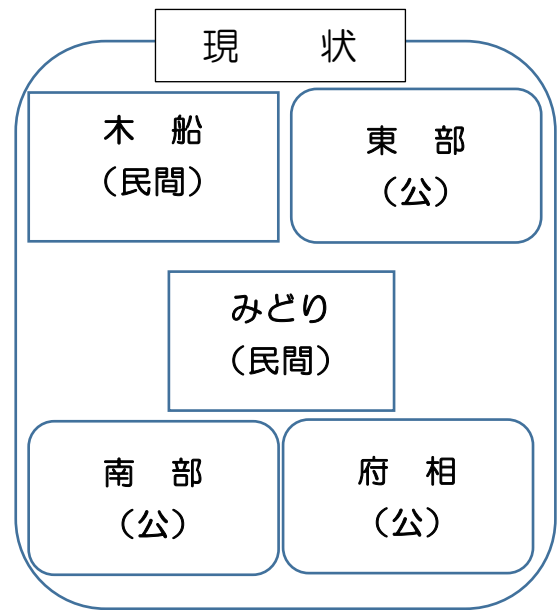 現　状
木　船
（民間）
東　部
（公）
みどり
（民間）
南　部
（公）
府　相
（公）